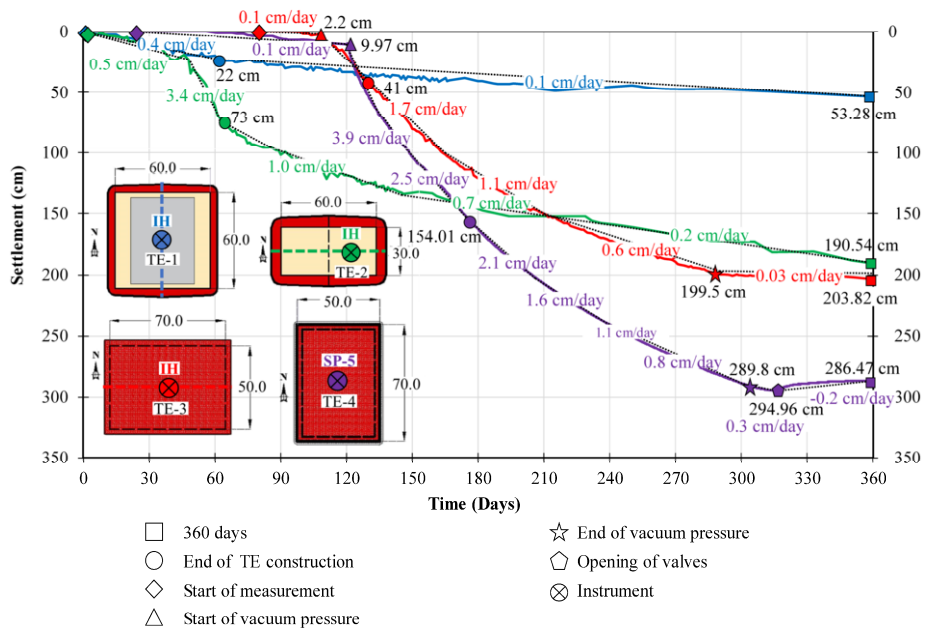 0
50
100
150
200
250
300
350
Settlement (cm)
0
50
100
150
200
250
300
350
0
30
60
90
120
150
180
210
240
270
300
330
360
Time (Days)
0.1 cm/day
2.2 cm
0.1 cm/day
9.97 cm
0.4 cm/day
0.5 cm/day
22 cm
41 cm
0.1 cm/day
53.28 cm
3.4 cm/day
1.7 cm/day
73 cm
3.9 cm/day
1.0 cm/day
2.5 cm/day
1.1 cm/day
0.7 cm/day
154.01 cm
0.2 cm/day
190.54 cm
0.6 cm/day
2.1 cm/day
0.03 cm/day
199.5 cm
203.82 cm
1.6 cm/day
1.1 cm/day
0.8 cm/day
289.8 cm
286.47 cm
294.96 cm
-0.2 cm/day
0.3 cm/day
60.0
60.0
N
IH
TE-1
60.0
30.0
N
IH
TE-2
70.0
50.0
N
IH
TE-3
50.0
70.0
N
SP-5
TE-4
360 days
End of TE construction
Start of measurement
Start of vacuum pressure
End of vacuum pressure
Opening of valves
Instrument